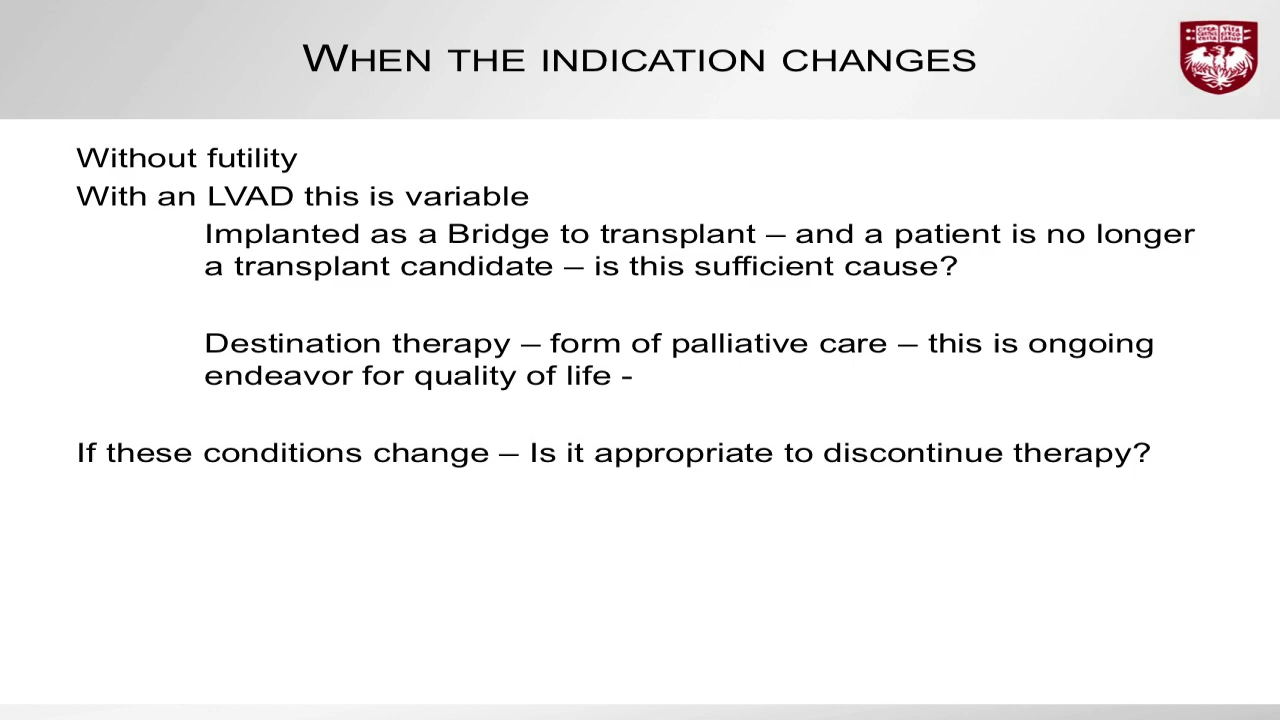 WHEN THE INDICATION CHANGES
Without futility
With an LVAD this is variable
Implanted as a Bridge to transplant – and a patient is no longer
a transplant candidate – is this sufficient cause?
Destination therapy – form of palliative care – this is ongoing
endeavor for quality of life -
If these conditions change – Is it appropriate to discontinue therapy?